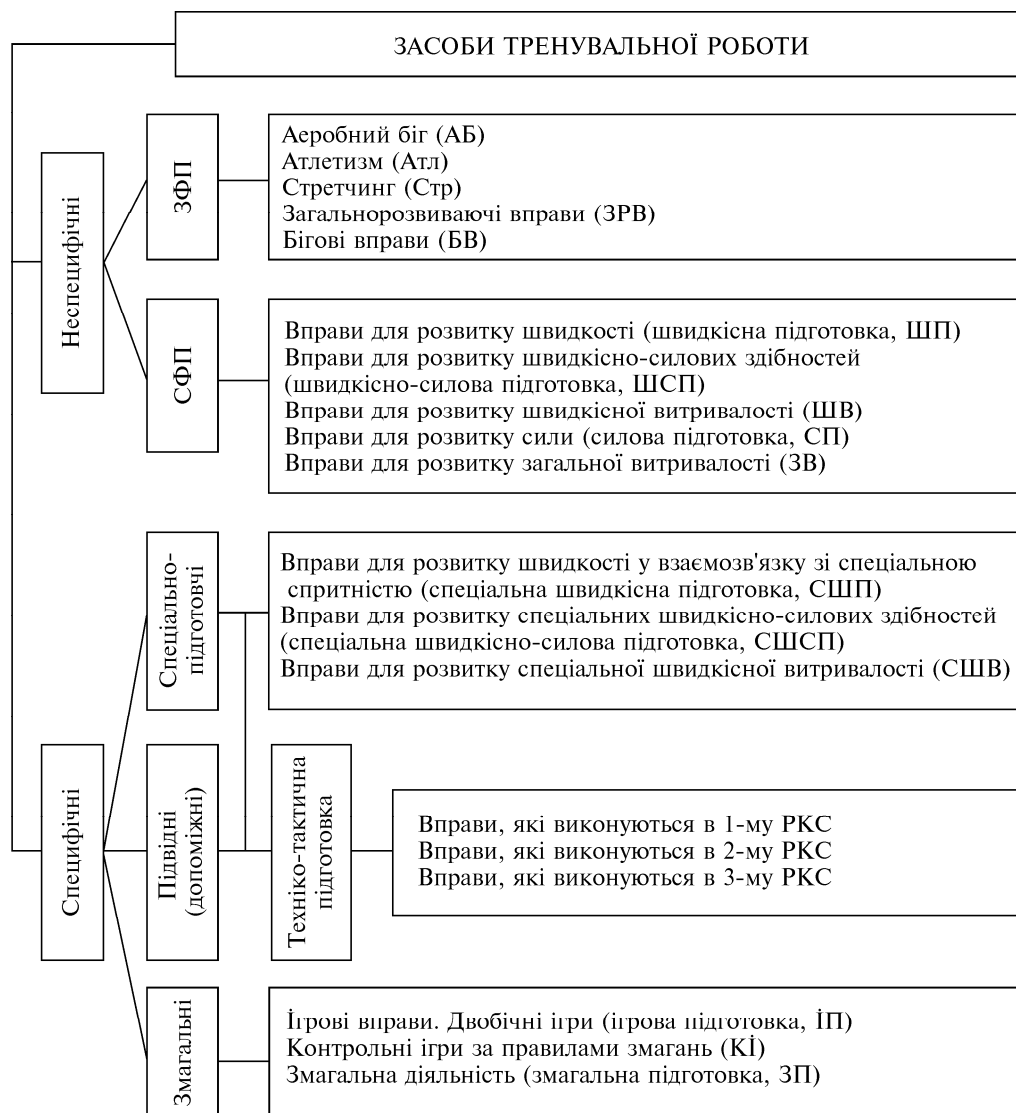 ЗАСОБИ ТРЕНУВАЛЬНОЇ РОБОТИ
Неспецифічні
ЗФП
Аеробний біг (АБ)
Атлетизм (Атл)
Стретчинг (Стр)
Загальнорозвиваючі вправи (ЗРВ)
Бігові вправи (БВ)
СФП
Вправи для розвитку швидкості (швидкісна підготовка, ШП)
Вправи для розвитку швидкісно-силових здібностей
(швидкісно-силова підготовка, ШСП)
Вправи для розвитку швидкісної витривалості (ШВ)
Вправи для розвитку сили (силова підготовка, СП)
Вправи для розвитку загальної витривалості (ЗВ)
Специфічні
Спеціально-
підготовчі
Вправи для розвитку швидкості у взаємозв'язку зі спеціальною
спритністю (спеціальна швидкісна підготовка, СШП)
Вправи для розвитку спеціальних швидкісно-силових здібностей
(спеціальна швидкісно-силова підготовка, СШСП)
Вправи для розвитку спеціальної швидкісної витривалості (СШВ)
Підвідні
(допоміжні)
Техніко-тактична
підготовка
Вправи, які виконуються в 1-му РКС
Вправи, які виконуються в 2-му РКС
Вправи, які виконуються в 3-му РКС
Змагальні
Ігрові вправи. Двобічні ігри (ігрова підготовка, ІП)
Контрольні ігри за правилами змагань (КІ)
Змагальна діяльність (змагальна підготовка, ЗП)